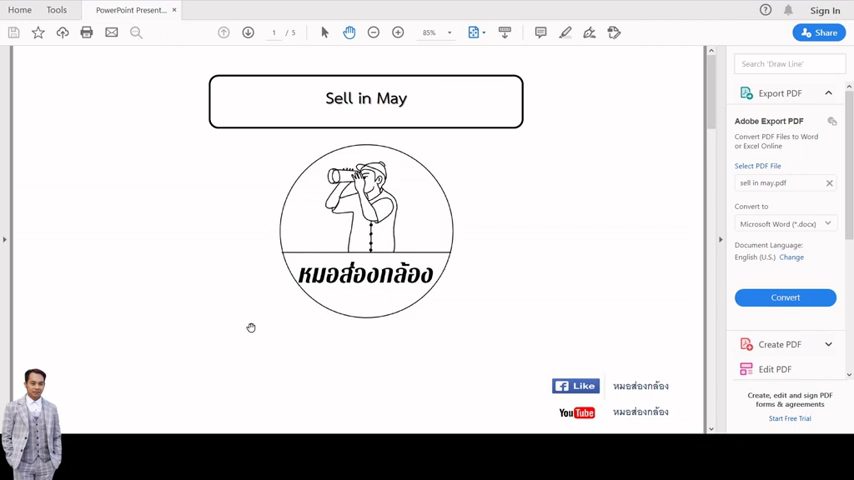 Home
Tools
PowerPoint Present...
×
Sign In
1 / 5
85%
Share
Sell in May
หมอส่องกล้อง
Like
หมอส่องกล้อง
YouTube
หมอส่องกล้อง
Search 'Draw Line'
Export PDF
Adobe Export PDF
Convert PDF Files to Word
or Excel Online
Select PDF File
sell in may.pdf
Convert to
Microsoft Word (*.docx)
Document Language:
English (U.S.) Change
Convert
Create PDF
Edit PDF
Create, edit and sign PDF
forms & agreements
Start Free Trial